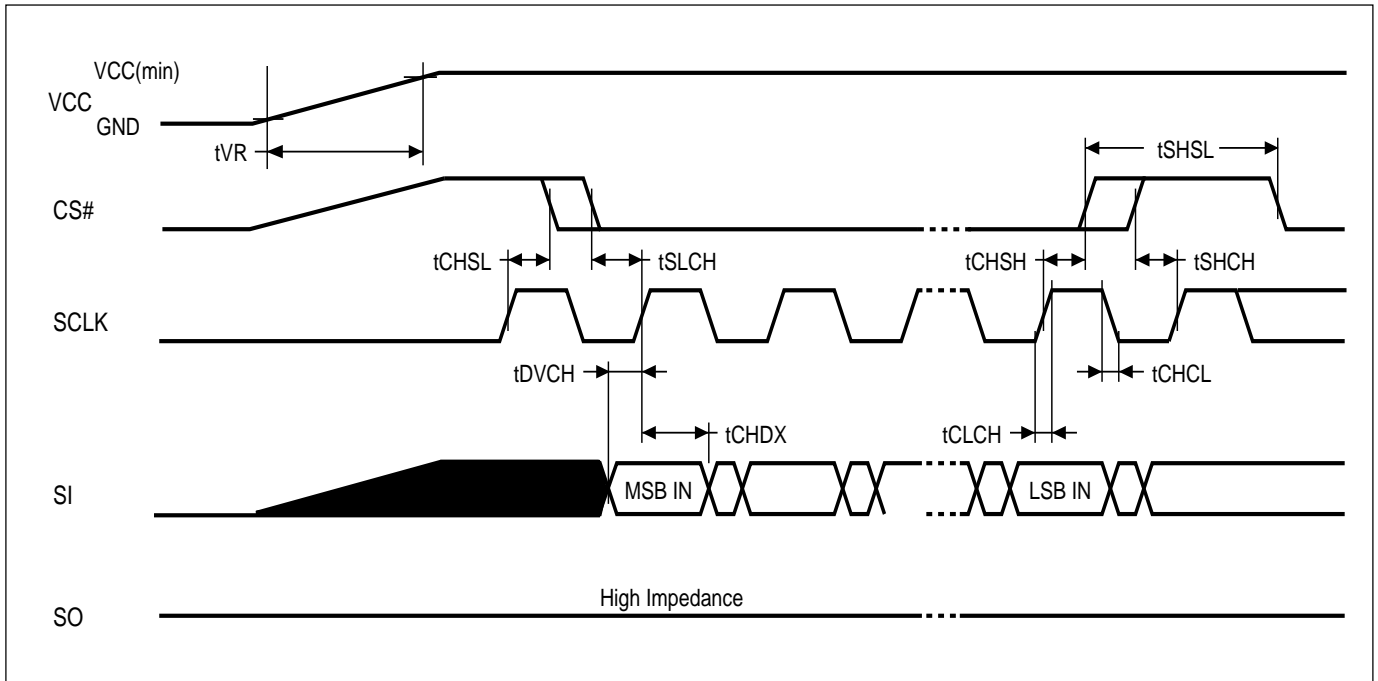 VCC(min)
VCC
GND
tVR
tSHSL
CS#
tCHSL
tSLCH
tCHSH
tSHCH
SCLK
tDVCH
tCHCL
tCHDX
tCLCH
SI
MSB IN
LSB IN
High Impedance
SO